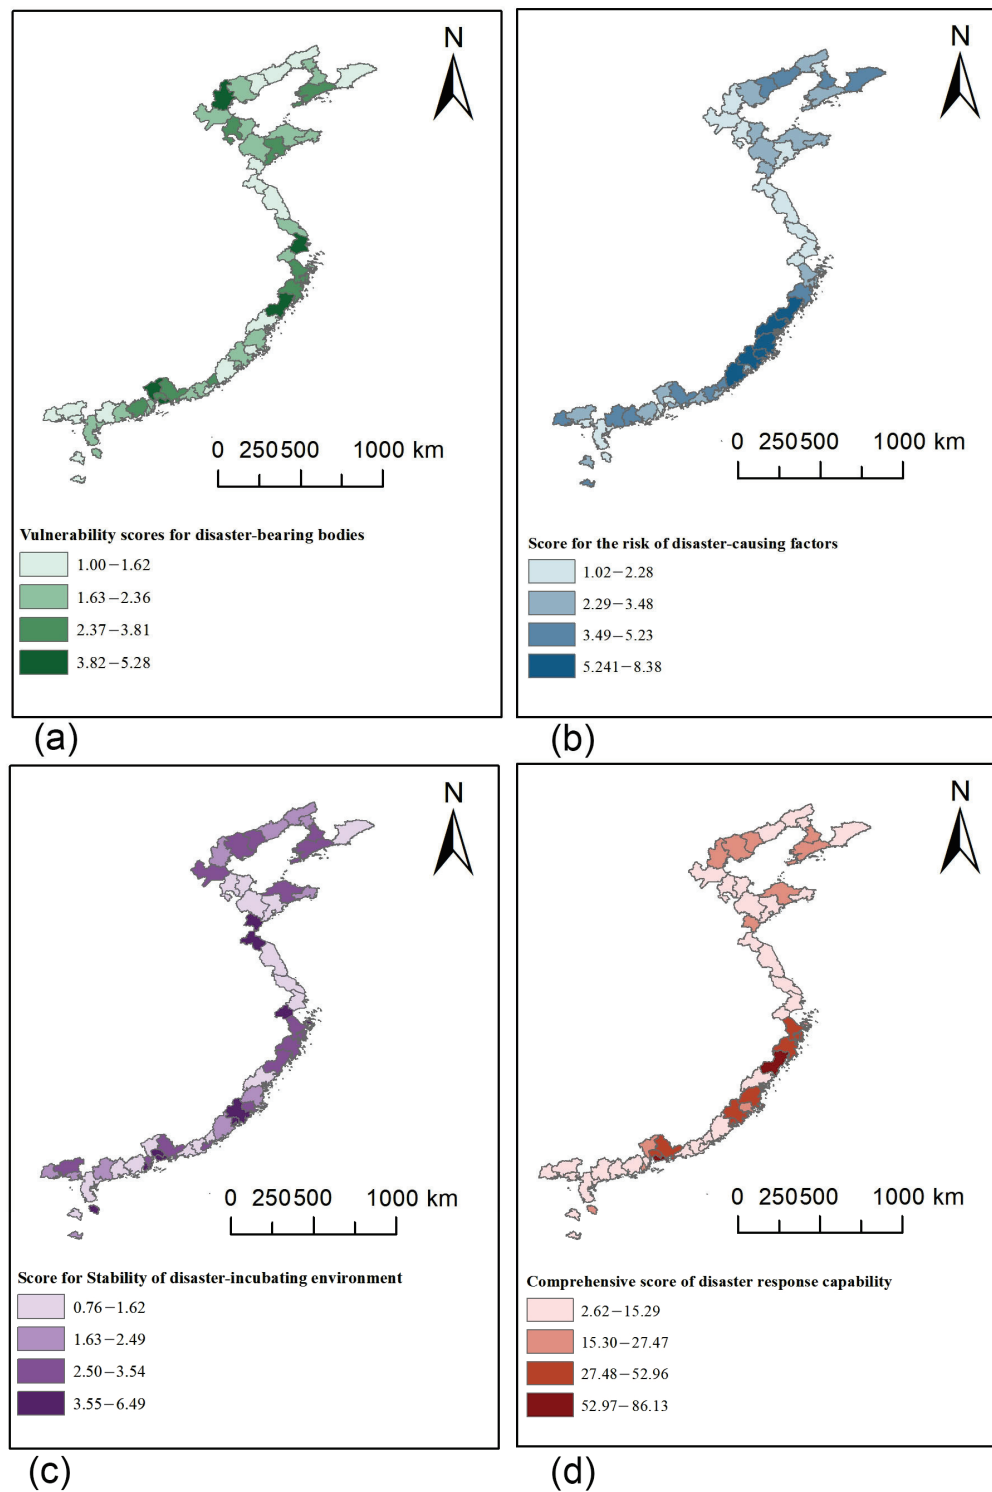 N
0 250500 1000 km
Vulnerability scores for disaster-bearing bodies
1.00−1.62
1.63−2.36
2.37−3.81
3.82−5.28
(a)
N
0 250500 1000 km
Score for the risk of disaster-causing factors
1.02−2.28
2.29−3.48
3.49−5.23
5.241−8.38
(b)
N
0 250500 1000 km
Score for Stability of disaster-incubating environment
0.76−1.62
1.63−2.49
2.50−3.54
3.55−6.49
(c)
N
0 250500 1000 km
Comprehensive score of disaster response capability
2.62−15.29
15.30−27.47
27.48−52.96
52.97−86.13
(d)